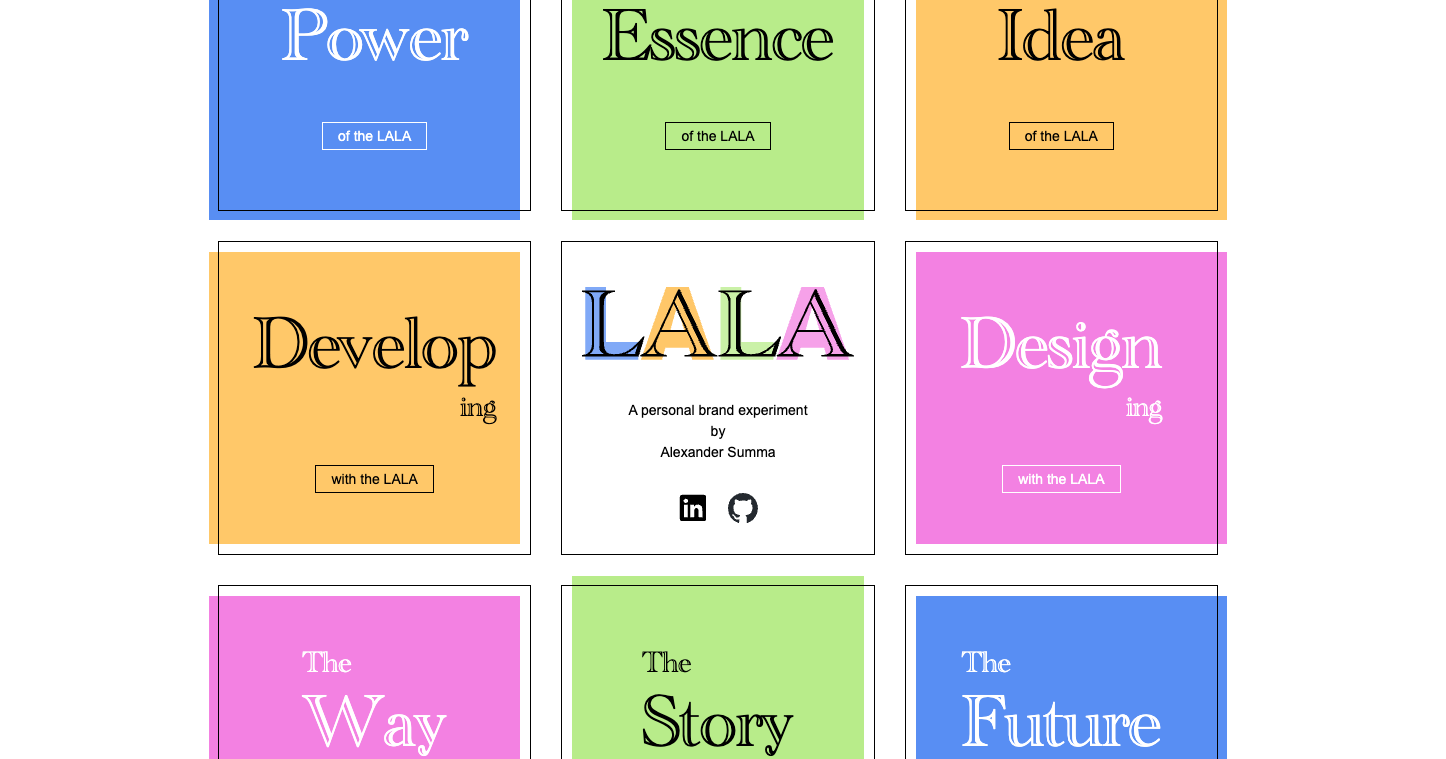 Power
Essence
Idea
of the LALA
of the LALA
of the LALA
Develop
ing
with the LALA
LALA
A personal brand experiment
by
Alexander Summa
in
Design
ing
with the LALA
The
Way
The
Story
The
Future